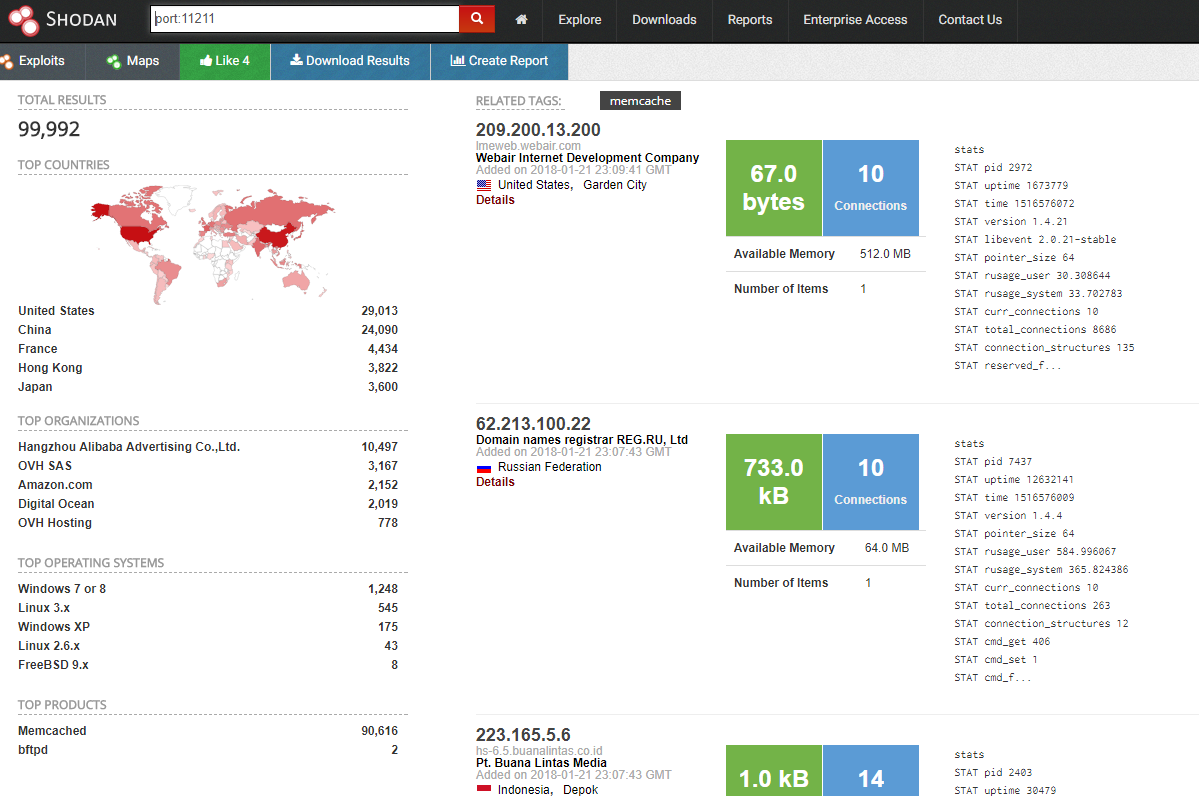 SHODAN
port:11211
Explore
Downloads
Reports
Enterprise Access
Contact Us
Exploits
Maps
Like 4
Download Results
Create Report
TOTAL RESULTS
99,992
TOP COUNTRIES
United States 29,013
China 24,090
France 4,434
Hong Kong 3,822
Japan 3,600
TOP ORGANIZATIONS
Hangzhou Alibaba Advertising Co.,Ltd. 10,497
OVH SAS 3,167
Amazon.com 2,152
Digital Ocean 2,019
OVH Hosting 778
TOP OPERATING SYSTEMS
Windows 7 or 8 1,248
Linux 3.x 545
Windows XP 175
Linux 2.6.x 43
FreeBSD 9.x 8
TOP PRODUCTS
Memcached 90,616
bftpd 2
RELATED TAGS: memcache
209.200.13.200
lmeweb.webair.com
Webair Internet Development Company
Added on 2018-01-21 23:09:41 GMT
United States, Garden City
Details
67.0
bytes
10
Connections
Available Memory 512.0 MB
Number of Items 1
stats
STAT pid 2972
STAT uptime 1673779
STAT time 1516576072
STAT version 1.4.21
STAT libevent 2.0.21-stable
STAT pointer_size 64
STAT rusage_user 30.308644
STAT rusage_system 33.702783
STAT curr_connections 10
STAT total_connections 8686
STAT connection_structures 135
STAT reserved_f...
62.213.100.22
Domain names registrar REG.RU, Ltd
Added on 2018-01-21 23:07:43 GMT
Russian Federation
Details
733.0
kB
10
Connections
Available Memory 64.0 MB
Number of Items 1
stats
STAT pid 7437
STAT uptime 12632141
STAT time 1516576009
STAT version 1.4.4
STAT pointer_size 64
STAT rusage_user 584.996067
STAT rusage_system 365.824386
STAT curr_connections 10
STAT total_connections 263
STAT connection_structures 12
STAT cmd_get 406
STAT cmd_set 1
STAT cmd_f...
223.165.5.6
hs-6.5.buanalintas.co.id
Pt. Buana Lintas Media
Added on 2018-01-21 23:07:43 GMT
Indonesia, Depok
1.0 kB
14
stats
STAT pid 2403
STAT uptime 30479